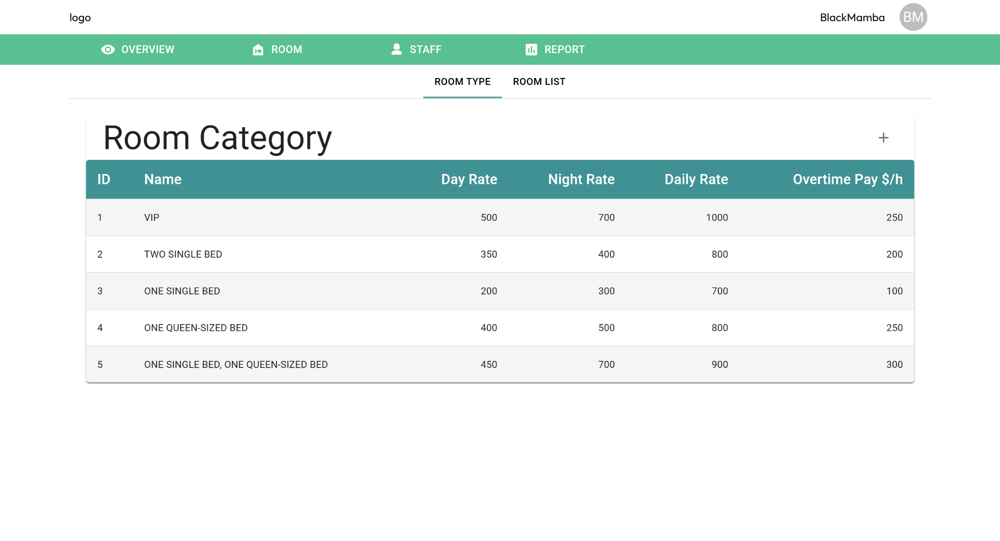 logo BlackMamba BM
OVERVIEW ROOM STAFF REPORT
ROOM TYPE ROOM LIST
Room Category +
ID Name Day Rate Night Rate Daily Rate Overtime Pay $/h
1 VIP 500 700 1000 250
2 TWO SINGLE BED 350 400 800 200
3 ONE SINGLE BED 200 300 700 100
4 ONE QUEEN-SIZED BED 400 500 800 250
5 ONE SINGLE BED, ONE QUEEN-SIZED BED 450 700 900 300